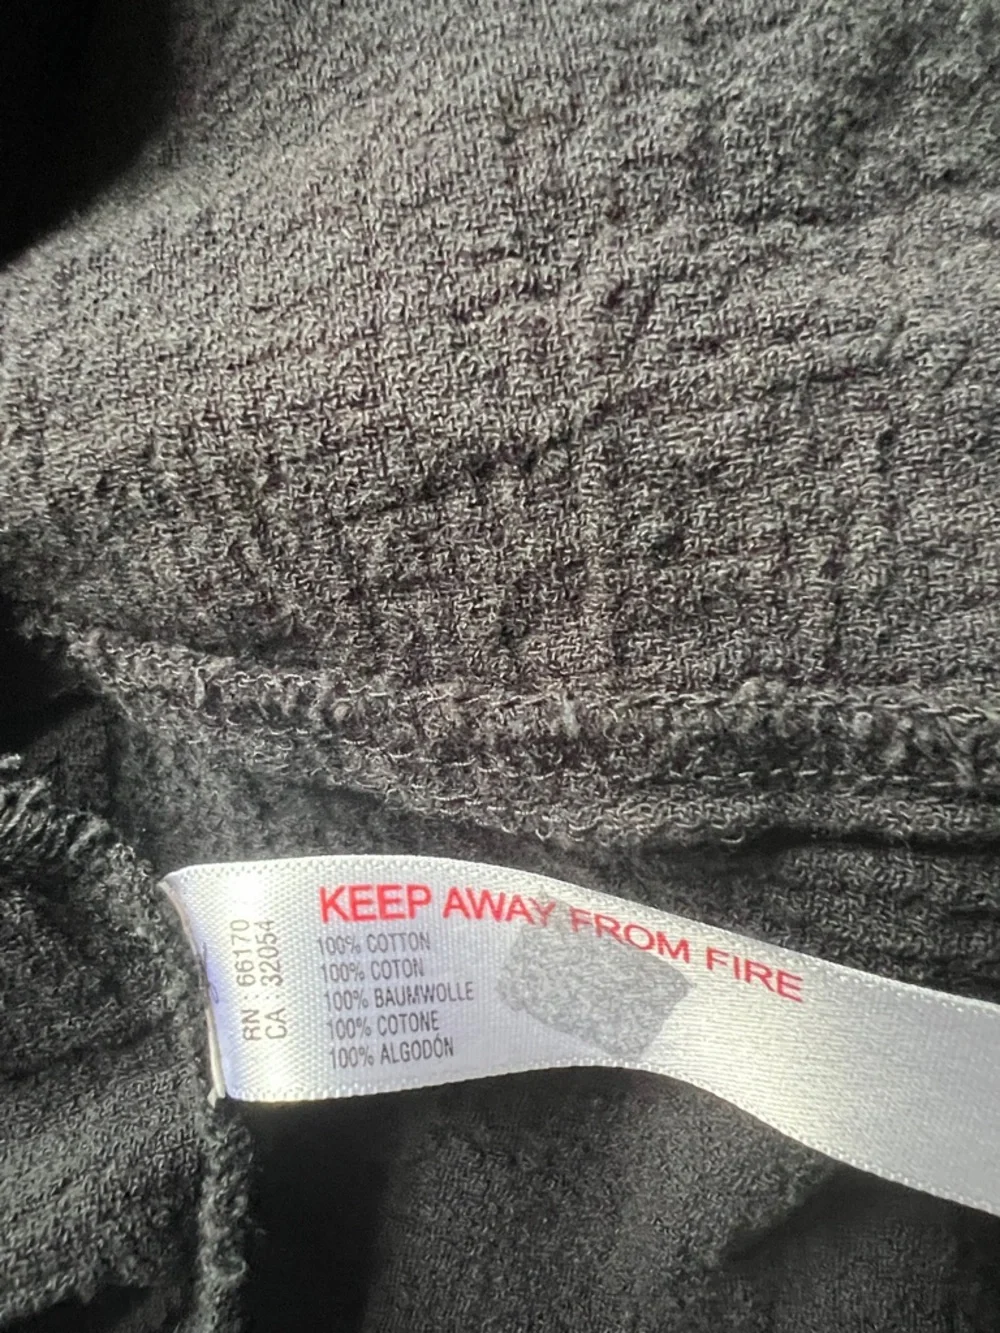 KEEP AWAY FROM FIRE
100% COTTON
100% COTON
100% BAUMWOLLE
100% COTONE
100% ALGODÓN
RN : 66170
CA : 32054